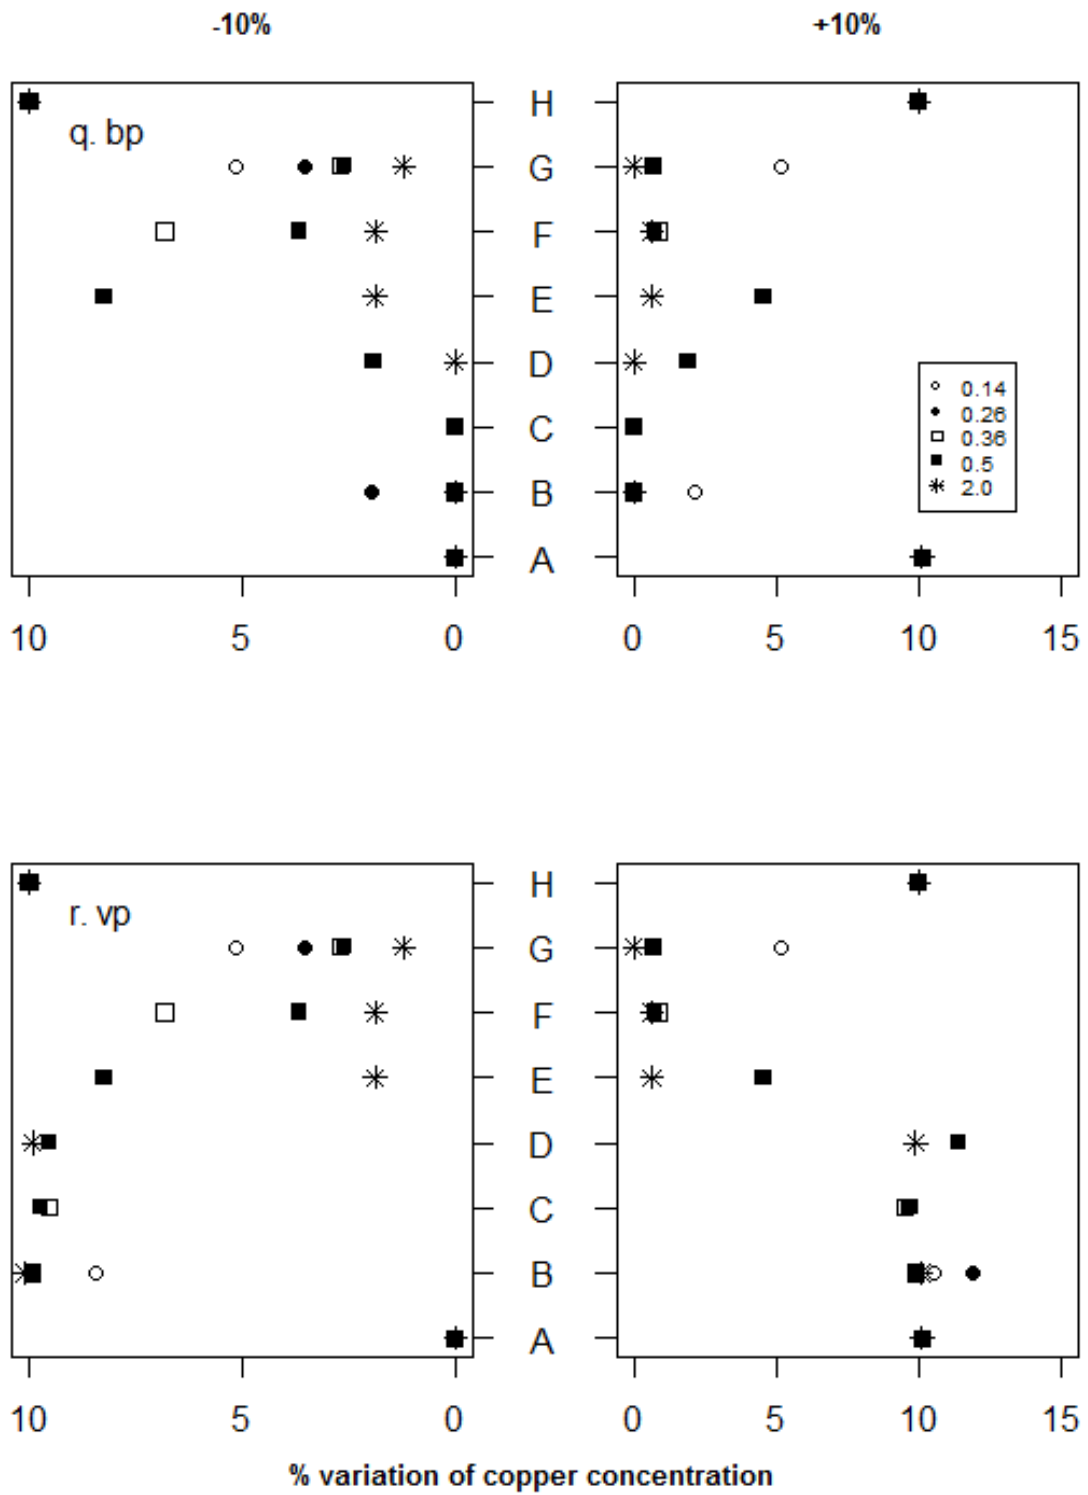 -10%
+10%
q. bp
H
G
F
E
D
C
B
A
0.14
0.26
0.36
0.5
2.0
10 5 0
0 5 10 15
r. vp
H
G
F
E
D
C
B
A
10 5 0
0 5 10 15
% variation of copper concentration